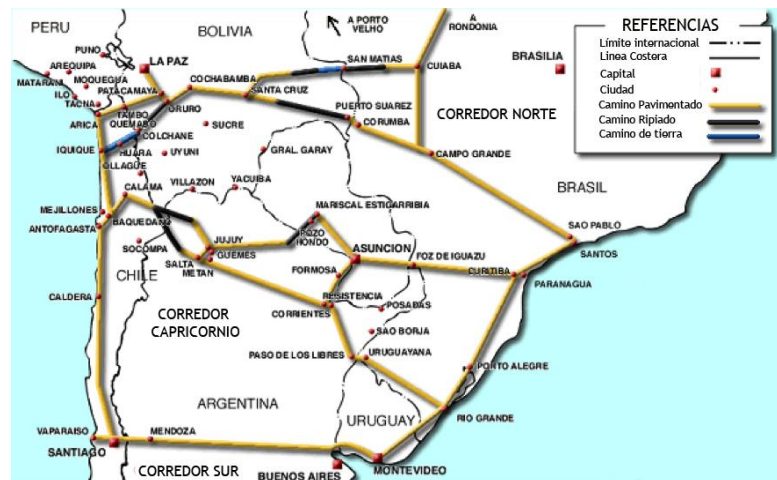 PERU
BOLIVIA
A PORTO
VELHO
A
RONDONIA
PUNO
LA PAZ
AREQUIPA
MATARANI
MOQUEGUA
ILO
TACNA
PATACAMAYA
COCHABAMBA
SAN MATIAS
CUIABA
BRASILIA
SANTA CRUZ
ORURO
TAMBO
QUEMADO
ARICA
COLCHANE
SUCRE
PUERTO SUAREZ
CORUMBA
CORREDOR NORTE
IQUIQUE
HUARA
UYUNI
GRAL. GARAY
CAMPO GRANDE
OLLAGUE
CALAMA
VILLAZON
YACUIBA
BRASIL
MEJILLONES
BAQUEDANO
MARISCAL ESTIGARRIBIA
POZO
HONDO
ANTOFAGASTA
SAO PABLO
SANTOS
SOCOMPA
JUJUY
GUEMES
SALTA
METAN
ASUNCION
FOZ DE IGUAZU
CURITIBA
PARANAGUA
CHILE
FORMOSA
CALDERA
RESISTENCIA
CORRIENTES
POSADAS
CORREDOR
CAPRICORNIO
SAO BORJA
PASO DE LOS LIBRES
URUGUAYANA
PORTO ALEGRE
ARGENTINA
URUGUAY
RIO GRANDE
VAPARAISO
SANTIAGO
MENDOZA
CORREDOR SUR
BUENOS AIRES
MONTEVIDEO
REFERENCIAS
Límite internacional
Linea Costera
Capital
Ciudad
Camino Pavimentado
Camino Ripiado
Camino de tierra